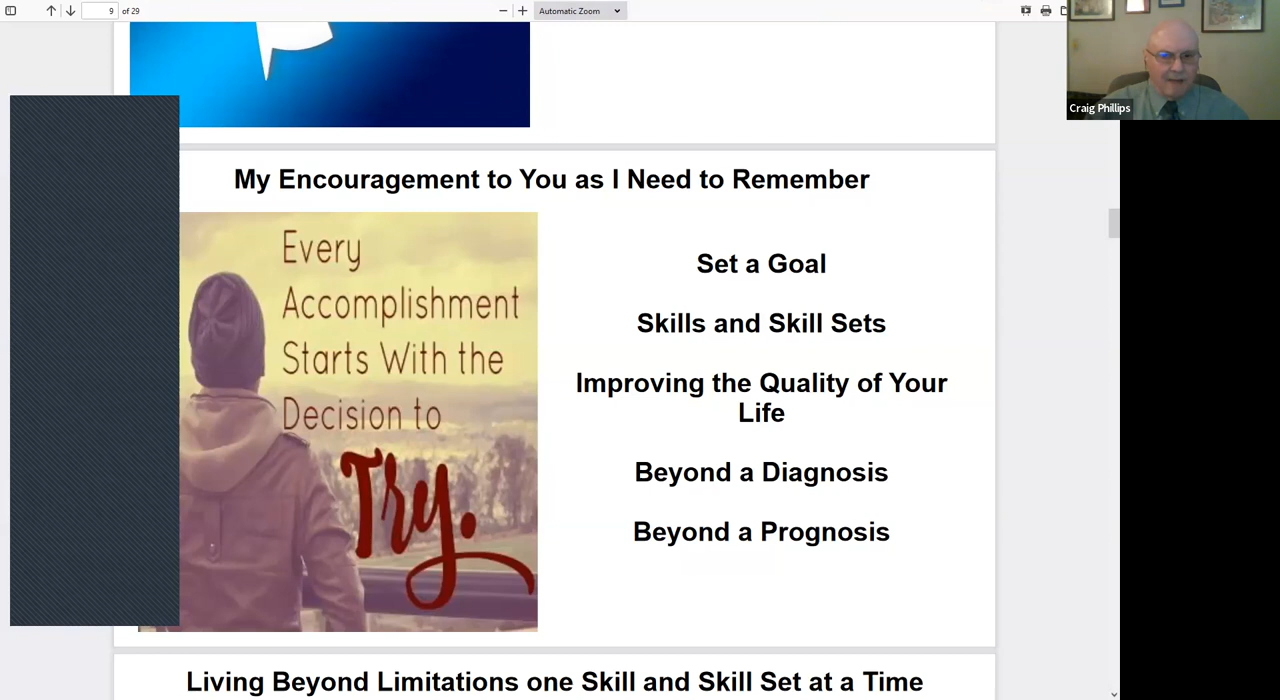 9 of 29
Automatic Zoom
Craig Phillips
My Encouragement to You as I Need to Remember
Every
Accomplishment
Starts With the
Decision to
Try.
Set a Goal
Skills and Skill Sets
Improving the Quality of Your
Life
Beyond a Diagnosis
Beyond a Prognosis
Living Beyond Limitations one Skill and Skill Set at a Time